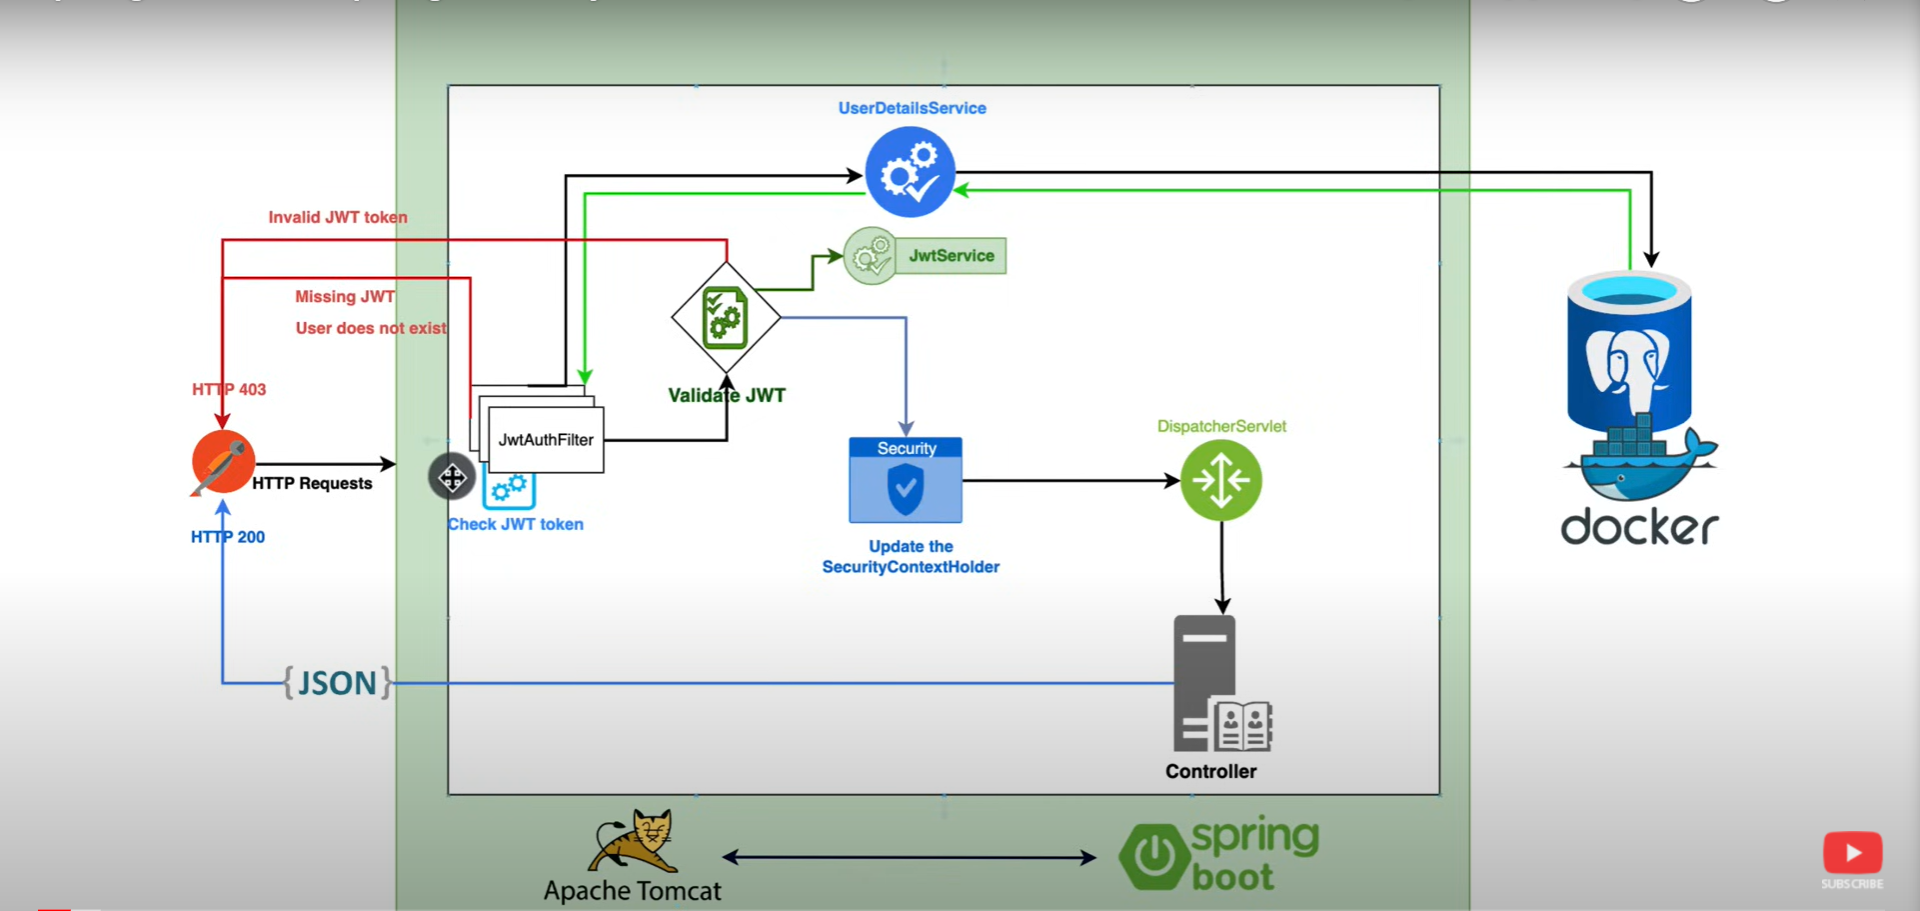 UserDetailsService
Invalid JWT token
JwtService
Missing JWT
User does not exist
HTTP 403
Validate JWT
JwtAuthFilter
HTTP Requests
Check JWT token
HTTP 200
Security
Update the
SecurityContextHolder
DispatcherServlet
docker
{JSON}
Controller
Apache Tomcat
spring
boot
SUBSCRIBE